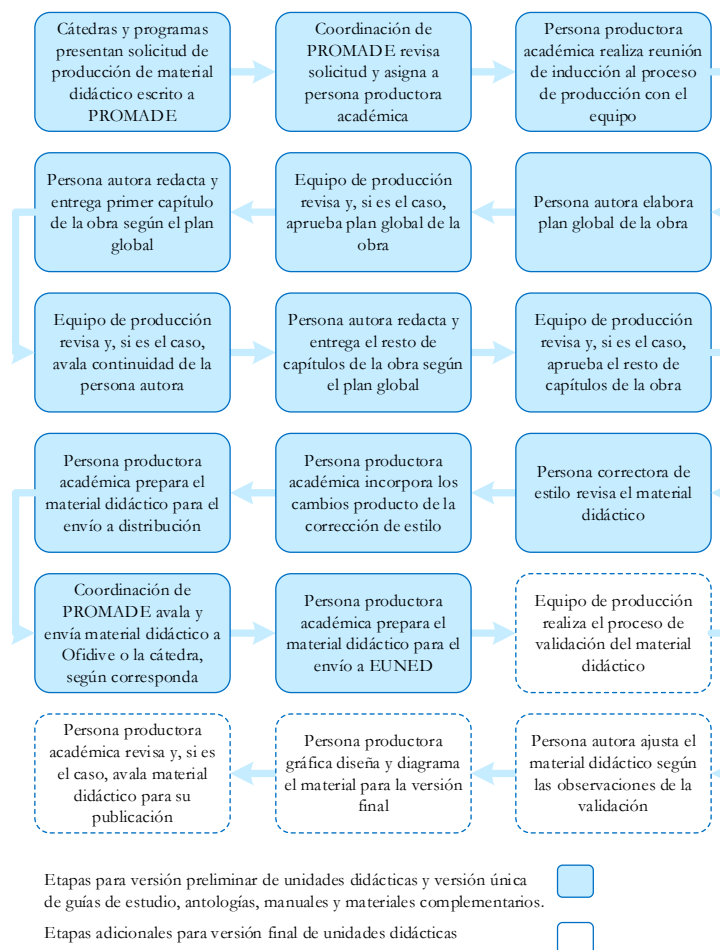 Cátedras y programas
presentan solicitud de
producción de material
didáctico escrito a
PROMADE
Coordinación de
PROMADE revisa
solicitud y asigna a
persona productora
académica
Persona productora
académica realiza reunión
de inducción al proceso
de producción con el
equipo
Persona autora redacta y
entrega primer capítulo
de la obra según el plan
global
Equipo de producción
revisa y, si es el caso,
aprueba plan global de la
obra
Persona autora elabora
plan global de la obra
Equipo de producción
revisa y, si es el caso,
avala continuidad de la
persona autora
Persona autora redacta y
entrega el resto de
capítulos de la obra según
el plan global
Equipo de producción
revisa y, si es el caso,
aprueba el resto de
capítulos de la obra
Persona productora
académica prepara el
material didáctico para el
envío a distribución
Persona productora
académica incorpora los
cambios producto de la
corrección de estilo
Persona correctora de
estilo revisa el material
didáctico
Coordinación de
PROMADE avala y
envía material didáctico a
Ofidive o la cátedra,
según corresponda
Persona productora
académica prepara el
material didáctico para el
envío a EUNED
Equipo de producción
realiza el proceso de
validación del material
didáctico
Persona productora
académica revisa y, si es
el caso, avala material
didáctico para su
publicación
Persona productora
gráfica diseña y diagrama
el material para la versión
final
Persona autora ajusta el
material didáctico según
las observaciones de la
validación
Etapas para versión preliminar de unidades didácticas y versión única
de guías de estudio, antologías, manuales y materiales complementarios.
Etapas adicionales para versión final de unidades didácticas